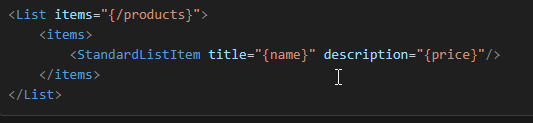 <List items="{/products}">
<items>
<StandardListItem title="{name}" description="{price}"/>
</items>
</List>